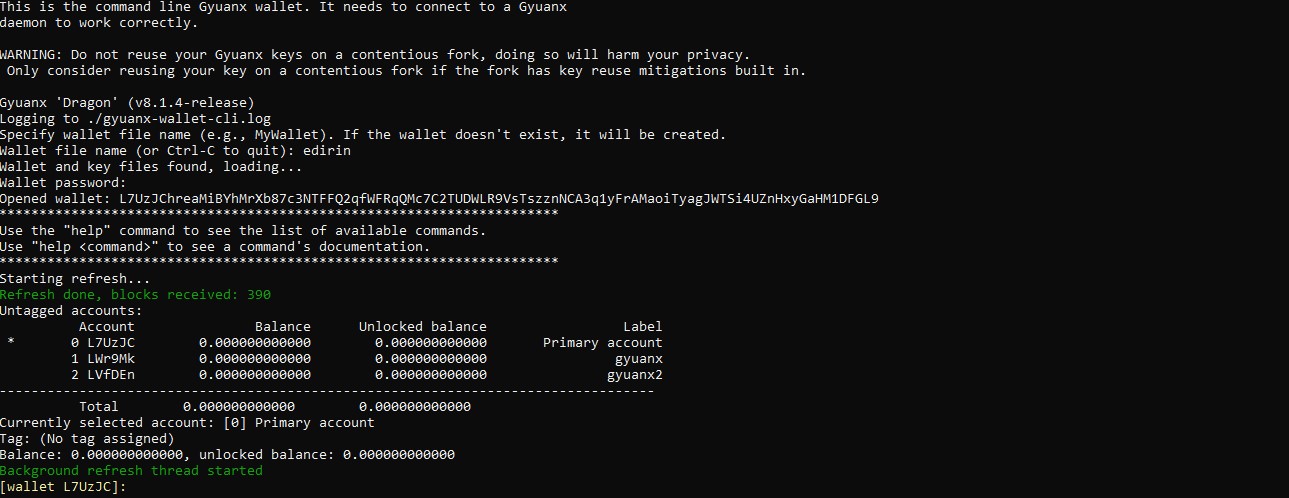 This is the command line Gyuanx wallet. It needs to connect to a Gyuanx
daemon to work correctly.
WARNING: Do not reuse your Gyuanx keys on a contentious fork, doing so will harm your privacy.
Only consider reusing your key on a contentious fork if the fork has key reuse mitigations built in.
Gyuanx 'Dragon' (v8.1.4-release)
Logging to ./gyuanx-wallet-cli.log
Specify wallet file name (e.g., MyWallet). If the wallet doesn't exist, it will be created.
Wallet file name (or Ctrl-C to quit): edirin
Wallet and key files found, loading...
Wallet password:
Opened wallet: L7UzJChreaMiBYhMrXb87c3NTFFQ2qfWFRqQMc7C2TUDWLR9VsTszznNCA3q1yFrAMaoiTyagJWTSi4UZnHxyGaHM1DFGL9
**********************************************************************
Use the "help" command to see the list of available commands.
Use "help <command>" to see a command's documentation.
**********************************************************************
Starting refresh...
Refresh done, blocks received: 390
Untagged accounts:
Account Balance Unlocked balance Label
* 0 L7UzJC 0.000000000000 0.000000000000 Primary account
1 LWr9Mk 0.000000000000 0.000000000000 gyuanx
2 LVfDEn 0.000000000000 0.000000000000 gyuanx2
----------------------------------------------------------------------------------
Total 0.000000000000 0.000000000000
Currently selected account: [0] Primary account
Tag: (No tag assigned)
Balance: 0.000000000000, unlocked balance: 0.000000000000
Background refresh thread started
[wallet L7UzJC]: